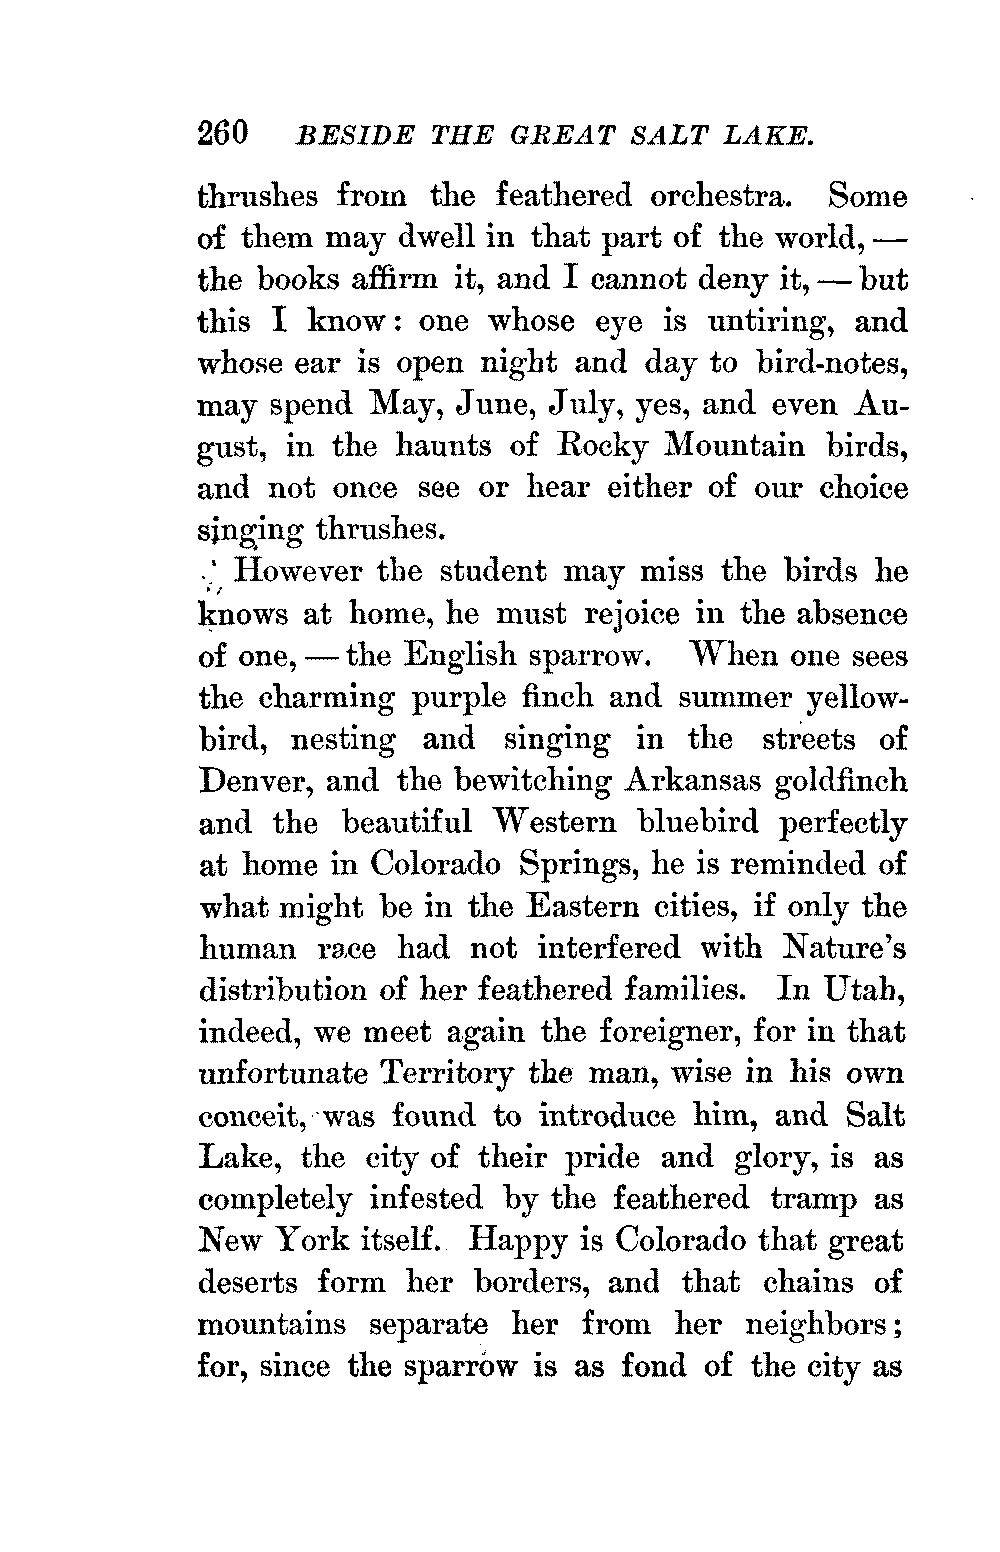 260 BESIDE THE GREAT SALT LAKE.
thrushes from the feathered orchestra. Some
of them may dwell in that part of the world, —
the books affirm it, and I cannot deny it, — but
this I know: one whose eye is untiring, and
whose ear is open night and day to bird-notes,
may spend May, June, July, yes, and even Au-
gust, in the haunts of Rocky Mountain birds,
and not once see or hear either of our choice
singing thrushes.
However the student may miss the birds he
knows at home, he must rejoice in the absence
of one, — the English sparrow. When one sees
the charming purple finch and summer yellow-
bird, nesting and singing in the streets of
Denver, and the bewitching Arkansas goldfinch
and the beautiful Western bluebird perfectly
at home in Colorado Springs, he is reminded of
what might be in the Eastern cities, if only the
human race had not interfered with Nature's
distribution of her feathered families. In Utah,
indeed, we meet again the foreigner, for in that
unfortunate Territory the man, wise in his own
conceit, was found to introduce him, and Salt
Lake, the city of their pride and glory, is as
completely infested by the feathered tramp as
New York itself. Happy is Colorado that great
deserts form her borders, and that chains of
mountains separate her from her neighbors;
for, since the sparrow is as fond of the city as